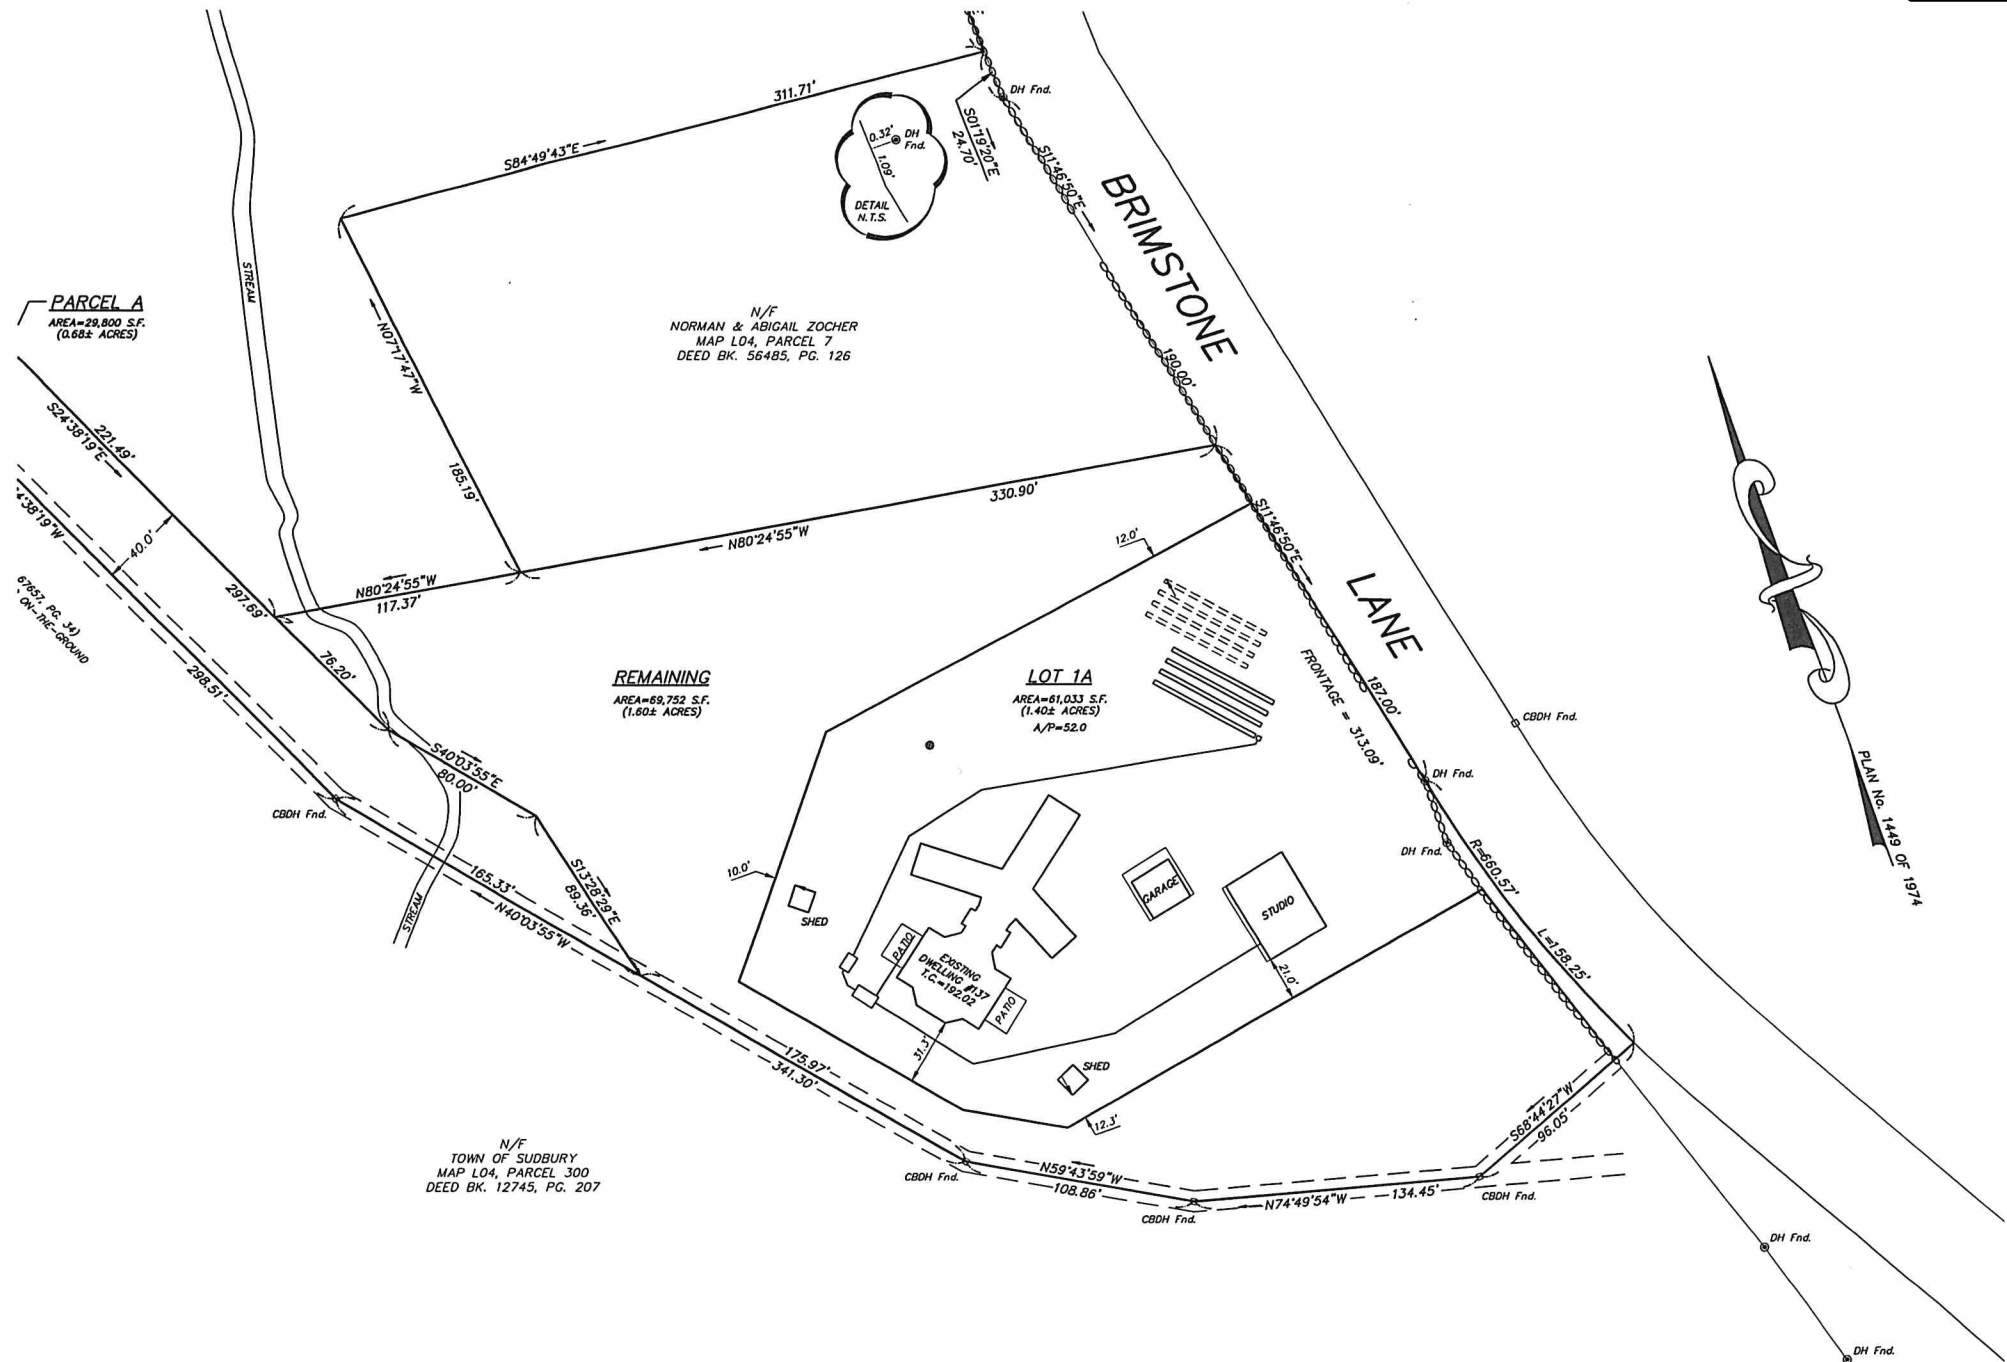 311.71'
S84°49'43"E
DH Fnd.
S01°19'20"E
24.70'
0.32'
DH
Fnd.
1.09'
DETAIL
N.T.S.
S11°46'50"E
BRIMSTONE
LANE
190.00'
STREAM
PARCEL A
AREA=29,800 S.F.
(0.68± ACRES)
N/F
NORMAN & ABIGAIL ZOCHER
MAP L04, PARCEL 7
DEED BK. 56485, PG. 126
N07°17'47"W
185.19'
221.49'
S24°38'19"E
4°38'19"W
40.0'
67657, PG. 34)
ON-THE-GROUND
330.90'
N80°24'55"W
N80°24'55"W
117.37'
297.69'
76.20'
298.51'
12.0'
S11°46'50"E
REMAINING
AREA=69,752 S.F.
(1.60± ACRES)
LOT 1A
AREA=61,033 S.F.
(1.40± ACRES)
A/P=52.0
FRONTAGE = 313.09'
187.00'
CBDH Fnd.
DH Fnd.
DH Fnd.
R=660.57'
L=158.25'
PLAN No. 1449 OF 1974
S40°03'55"E
80.00'
CBDH Fnd.
S13°28'29"E
89.36'
165.33'
N40°03'55"W
STREAM
10.0'
SHED
GARAGE
STUDIO
PATIO
EXISTING
DWELLING #137
T.C.=192.02
PATIO
21.0'
31.3'
SHED
12.3'
175.97'
341.30'
S68°44'27"W
96.05'
N/F
TOWN OF SUDBURY
MAP L04, PARCEL 300
DEED BK. 12745, PG. 207
CBDH Fnd.
N59°43'59"W
108.86'
CBDH Fnd.
N74°49'54"W
134.45'
CBDH Fnd.
DH Fnd.
DH Fnd.